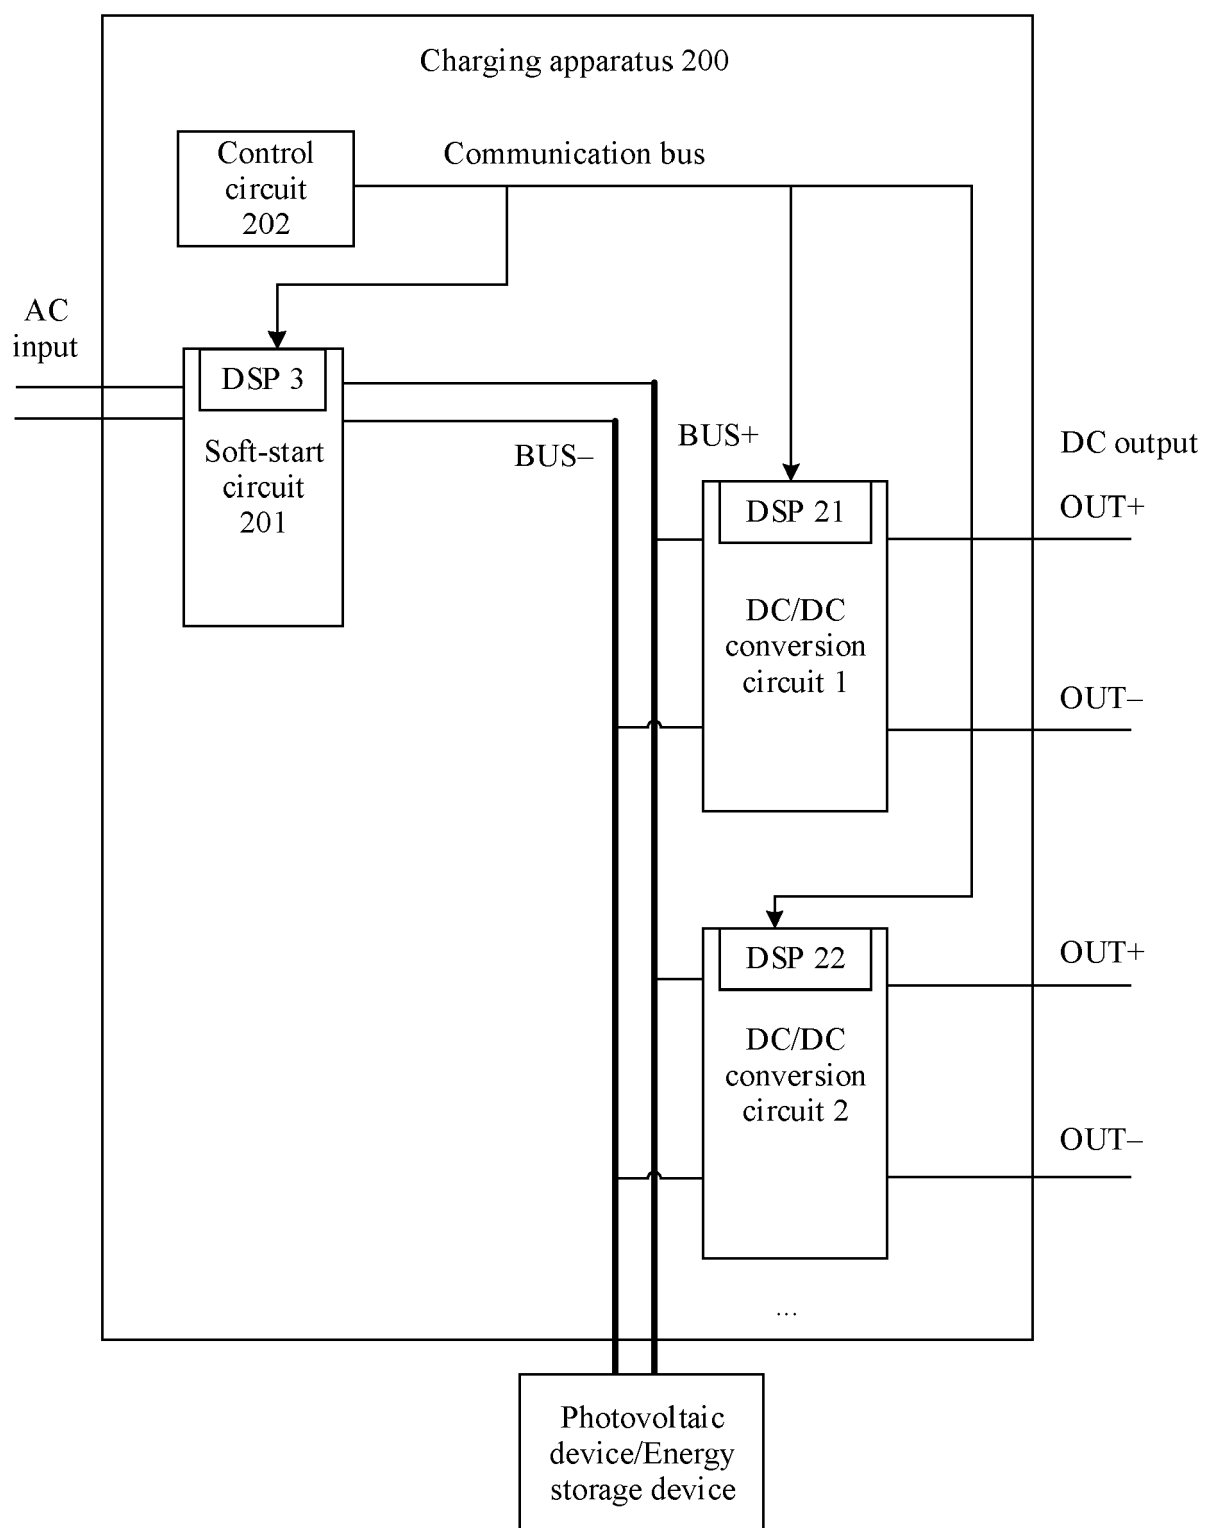 Charging apparatus 200
Control
circuit
202
Communication bus
AC
input
DSP 3
Soft-start
circuit
201
BUS–
BUS+
DC output
DSP 21
OUT+
DC/DC
conversion
circuit 1
OUT–
DSP 22
OUT+
DC/DC
conversion
circuit 2
OUT–
...
Photovoltaic
device/Energy
storage device